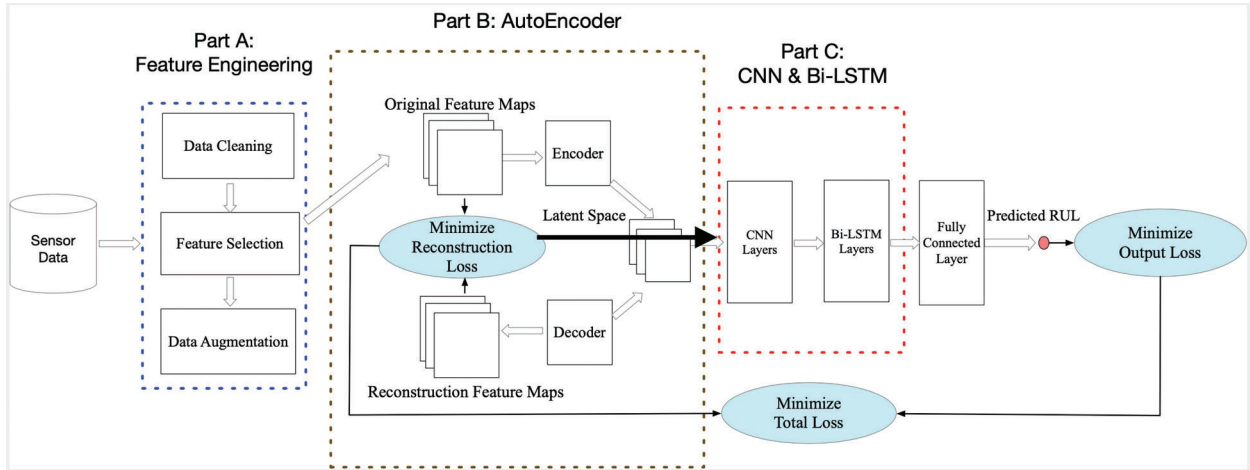 Part A:
Feature Engineering
Part B: AutoEncoder
Part C:
CNN & Bi-LSTM
Sensor
Data
Data Cleaning
Feature Selection
Data Augmentation
Original Feature Maps
Encoder
Minimize
Reconstruction
Loss
Latent Space
Decoder
Reconstruction Feature Maps
CNN
Layers
Bi-LSTM
Layers
Fully
Connected
Layer
Predicted RUL
Minimize
Output Loss
Minimize
Total Loss